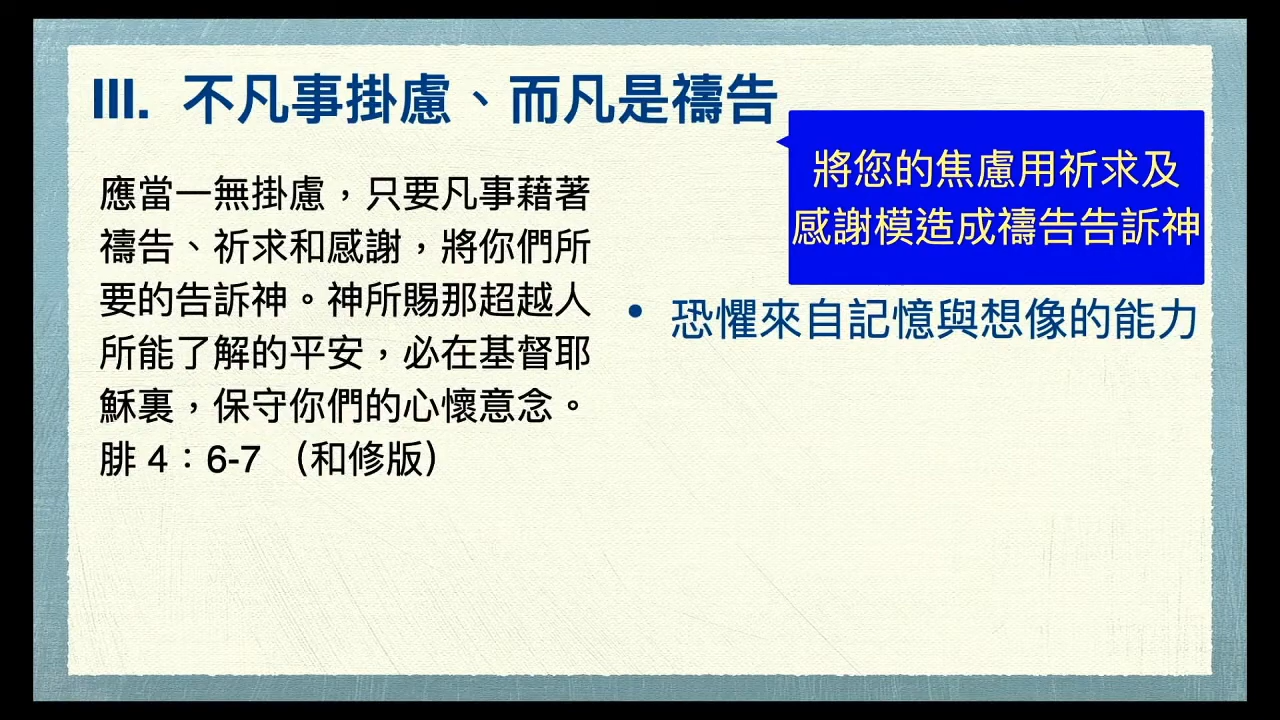 III. 不凡事掛慮、而凡是禱告
將您的焦慮用祈求及
感謝模造成禱告告訴神
應當一無掛慮，只要凡事藉著
禱告、祈求和感謝，將你們所
要的告訴神。神所賜那超越人
所能了解的平安，必在基督耶
穌裏，保守你們的心懷意念。
腓 4：6-7 （和修版）
• 恐懼來自記憶與想像的能力